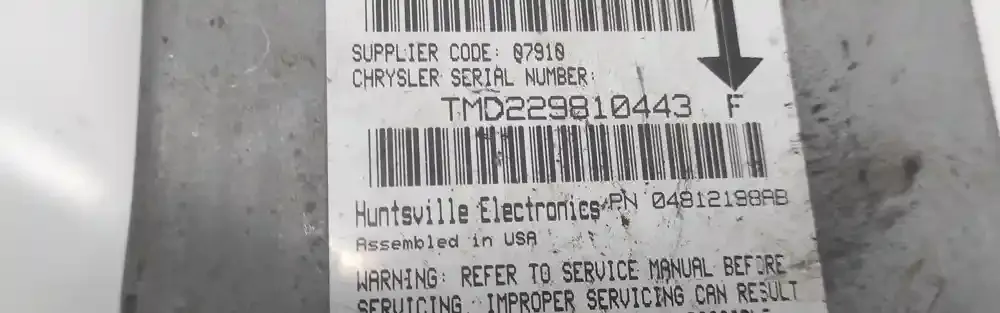 SUPPLIER CODE: 07910
CHRYSLER SERIAL NUMBER:
TMD229810443 F
Huntsville Electronics PN 04812198AB
Assembled in USA
WARNING: REFER TO SERVICE MANUAL BEFORE
SERVICING. IMPROPER SERVICING CAN RESULT